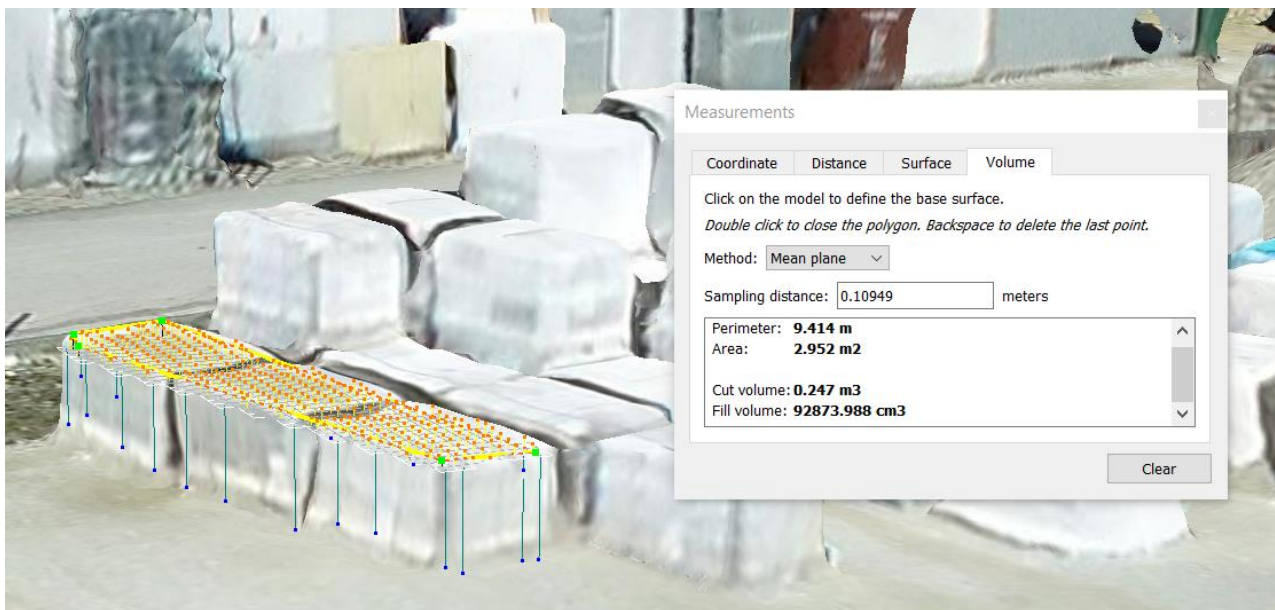 Measurements
Coordinate Distance Surface Volume
Click on the model to define the base surface.
Double click to close the polygon. Backspace to delete the last point.
Method: Mean plane
Sampling distance: 0.10949 meters
Perimeter: 9.414 m
Area: 2.952 m2
Cut volume: 0.247 m3
Fill volume: 92873.988 cm3
Clear